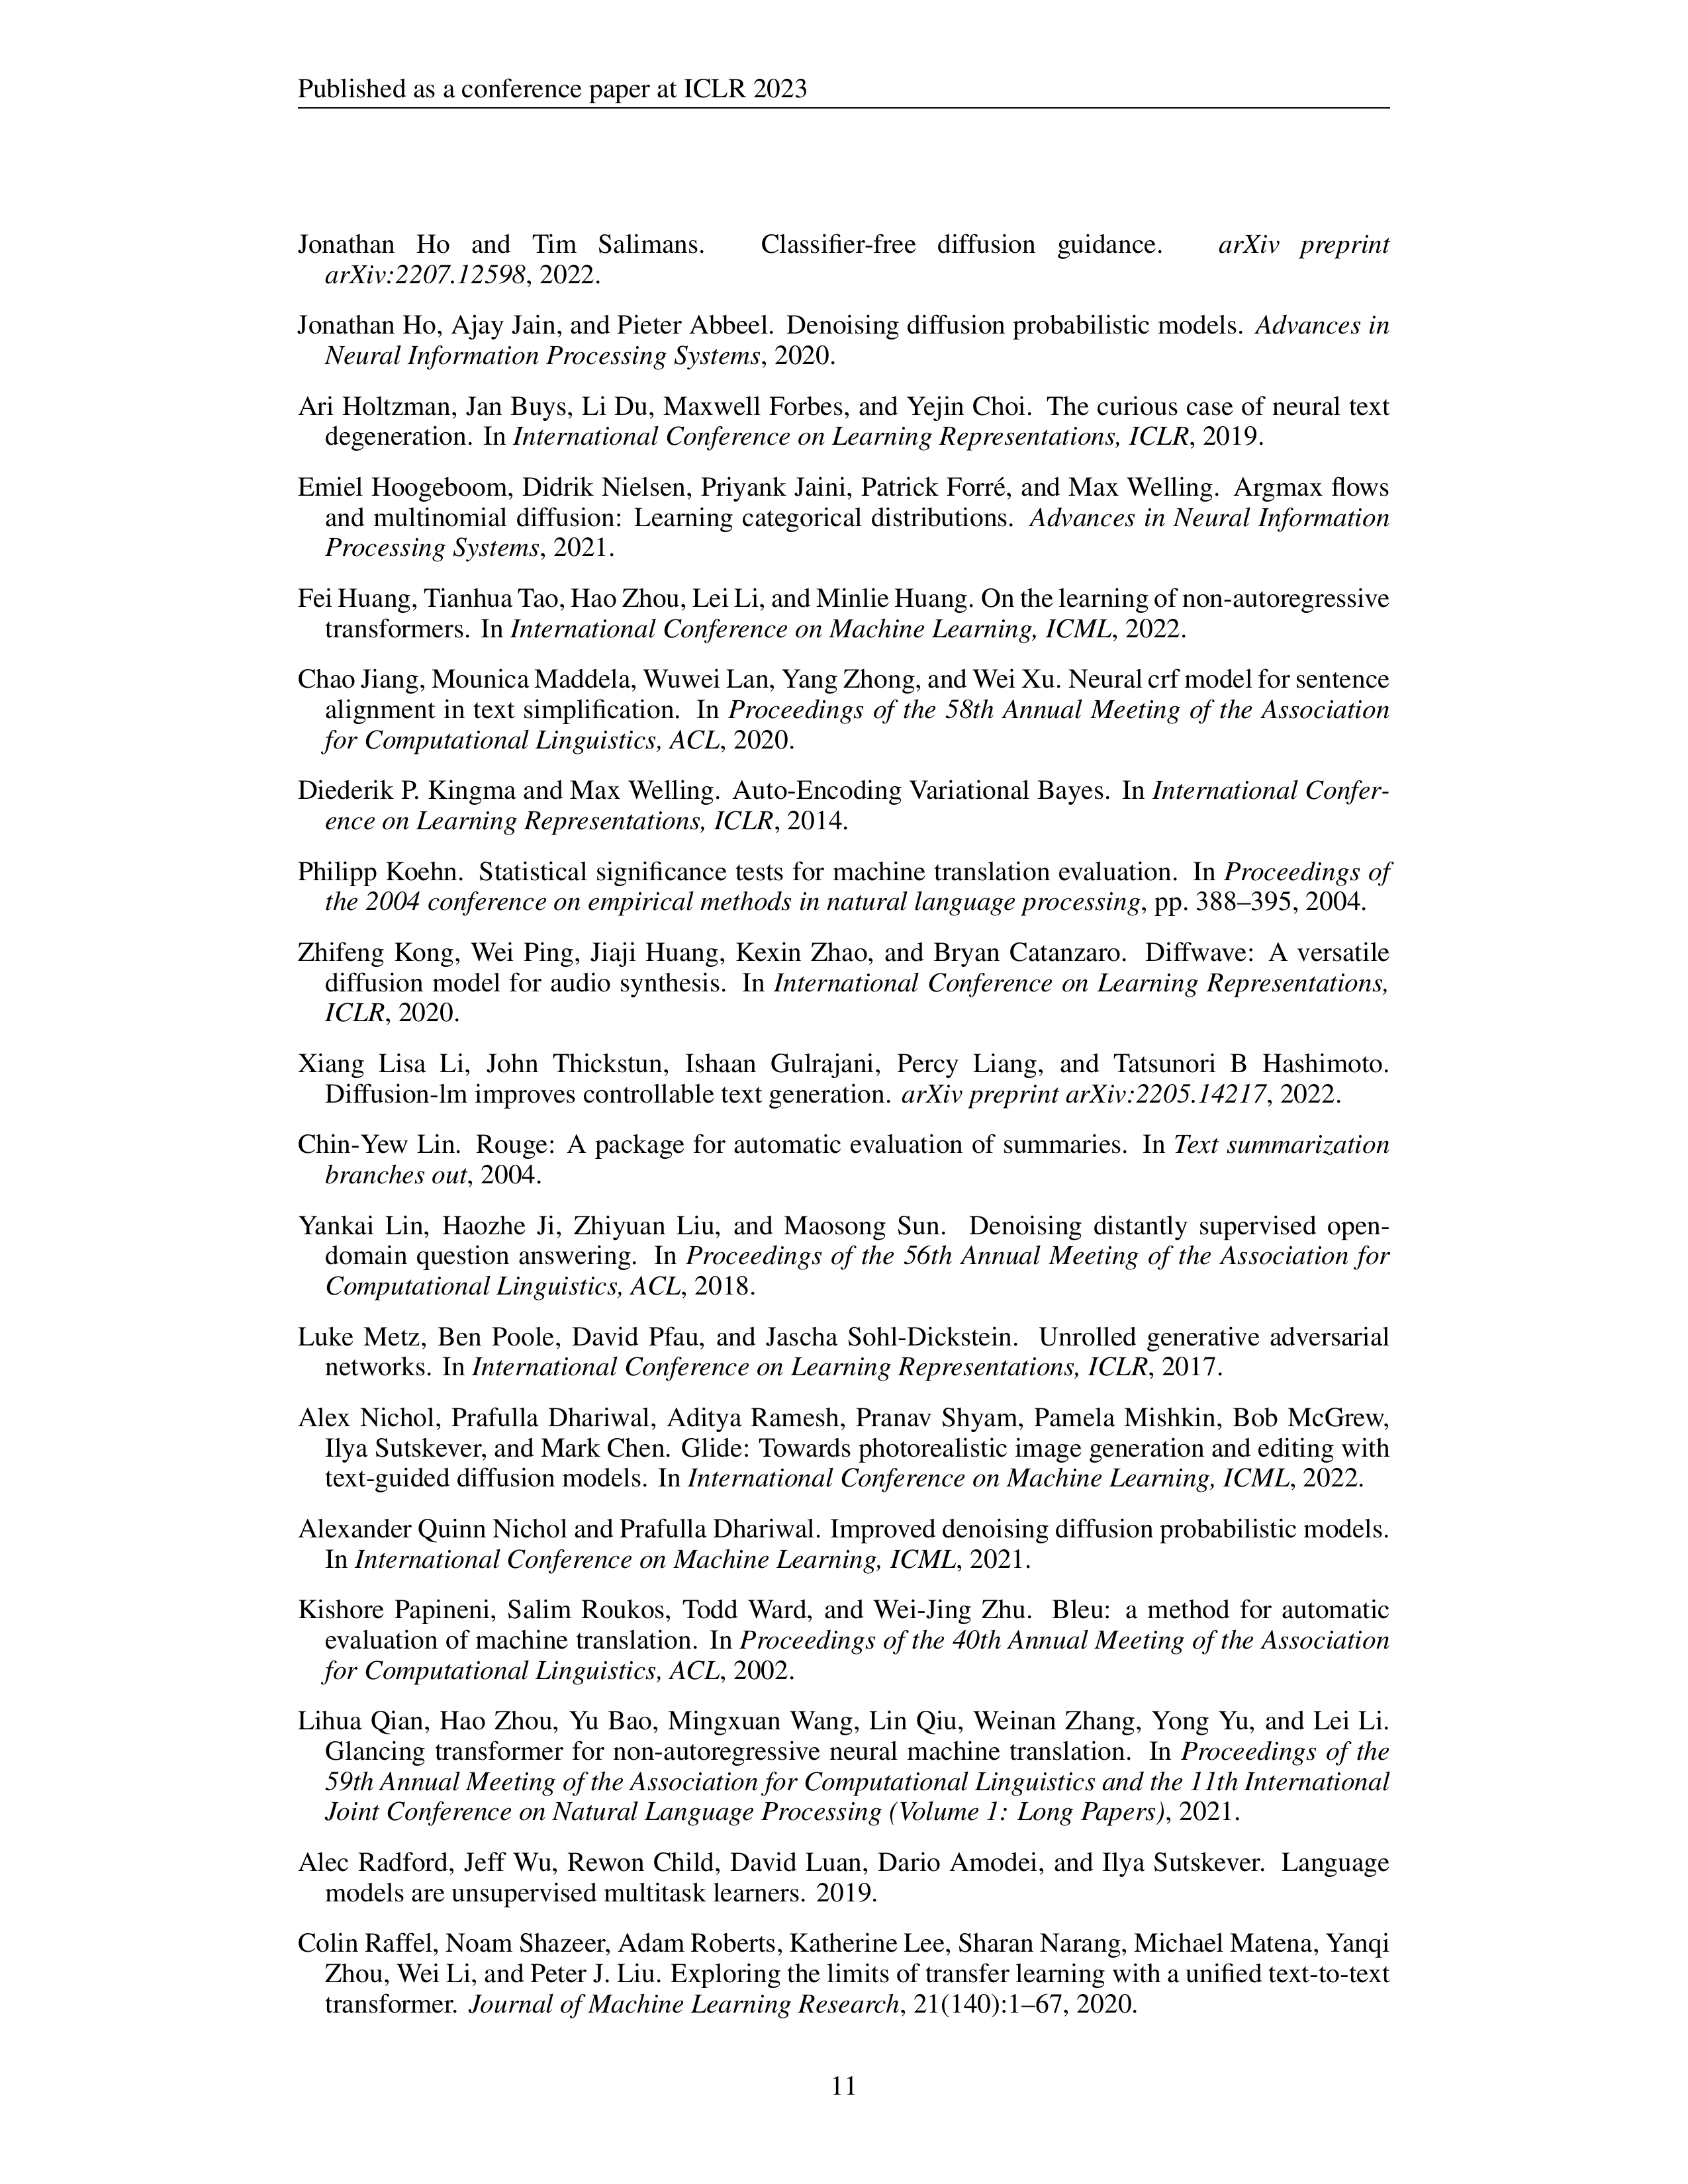 Published as a conference paper at ICLR 2023
Jonathan Ho and Tim Salimans. Classifier-free diffusion guidance. arXiv preprint
arXiv:2207.12598, 2022.
Jonathan Ho, Ajay Jain, and Pieter Abbeel. Denoising diffusion probabilistic models. Advances in
Neural Information Processing Systems, 2020.
Ari Holtzman, Jan Buys, Li Du, Maxwell Forbes, and Yejin Choi. The curious case of neural text
degeneration. In International Conference on Learning Representations, ICLR, 2019.
Emiel Hoogeboom, Didrik Nielsen, Priyank Jaini, Patrick Forré, and Max Welling. Argmax flows
and multinomial diffusion: Learning categorical distributions. Advances in Neural Information
Processing Systems, 2021.
Fei Huang, Tianhua Tao, Hao Zhou, Lei Li, and Minlie Huang. On the learning of non-autoregressive
transformers. In International Conference on Machine Learning, ICML, 2022.
Chao Jiang, Mounica Maddela, Wuwei Lan, Yang Zhong, and Wei Xu. Neural crf model for sentence
alignment in text simplification. In Proceedings of the 58th Annual Meeting of the Association
for Computational Linguistics, ACL, 2020.
Diederik P. Kingma and Max Welling. Auto-Encoding Variational Bayes. In International Confer-
ence on Learning Representations, ICLR, 2014.
Philipp Koehn. Statistical significance tests for machine translation evaluation. In Proceedings of
the 2004 conference on empirical methods in natural language processing, pp. 388–395, 2004.
Zhifeng Kong, Wei Ping, Jiaji Huang, Kexin Zhao, and Bryan Catanzaro. Diffwave: A versatile
diffusion model for audio synthesis. In International Conference on Learning Representations,
ICLR, 2020.
Xiang Lisa Li, John Thickstun, Ishaan Gulrajani, Percy Liang, and Tatsunori B Hashimoto.
Diffusion-lm improves controllable text generation. arXiv preprint arXiv:2205.14217, 2022.
Chin-Yew Lin. Rouge: A package for automatic evaluation of summaries. In Text summarization
branches out, 2004.
Yankai Lin, Haozhe Ji, Zhiyuan Liu, and Maosong Sun. Denoising distantly supervised open-
domain question answering. In Proceedings of the 56th Annual Meeting of the Association for
Computational Linguistics, ACL, 2018.
Luke Metz, Ben Poole, David Pfau, and Jascha Sohl-Dickstein. Unrolled generative adversarial
networks. In International Conference on Learning Representations, ICLR, 2017.
Alex Nichol, Prafulla Dhariwal, Aditya Ramesh, Pranav Shyam, Pamela Mishkin, Bob McGrew,
Ilya Sutskever, and Mark Chen. Glide: Towards photorealistic image generation and editing with
text-guided diffusion models. In International Conference on Machine Learning, ICML, 2022.
Alexander Quinn Nichol and Prafulla Dhariwal. Improved denoising diffusion probabilistic models.
In International Conference on Machine Learning, ICML, 2021.
Kishore Papineni, Salim Roukos, Todd Ward, and Wei-Jing Zhu. Bleu: a method for automatic
evaluation of machine translation. In Proceedings of the 40th Annual Meeting of the Association
for Computational Linguistics, ACL, 2002.
Lihua Qian, Hao Zhou, Yu Bao, Mingxuan Wang, Lin Qiu, Weinan Zhang, Yong Yu, and Lei Li.
Glancing transformer for non-autoregressive neural machine translation. In Proceedings of the
59th Annual Meeting of the Association for Computational Linguistics and the 11th International
Joint Conference on Natural Language Processing (Volume 1: Long Papers), 2021.
Alec Radford, Jeff Wu, Rewon Child, David Luan, Dario Amodei, and Ilya Sutskever. Language
models are unsupervised multitask learners. 2019.
Colin Raffel, Noam Shazeer, Adam Roberts, Katherine Lee, Sharan Narang, Michael Matena, Yanqi
Zhou, Wei Li, and Peter J. Liu. Exploring the limits of transfer learning with a unified text-to-text
transformer. Journal of Machine Learning Research, 21(140):1–67, 2020.
11